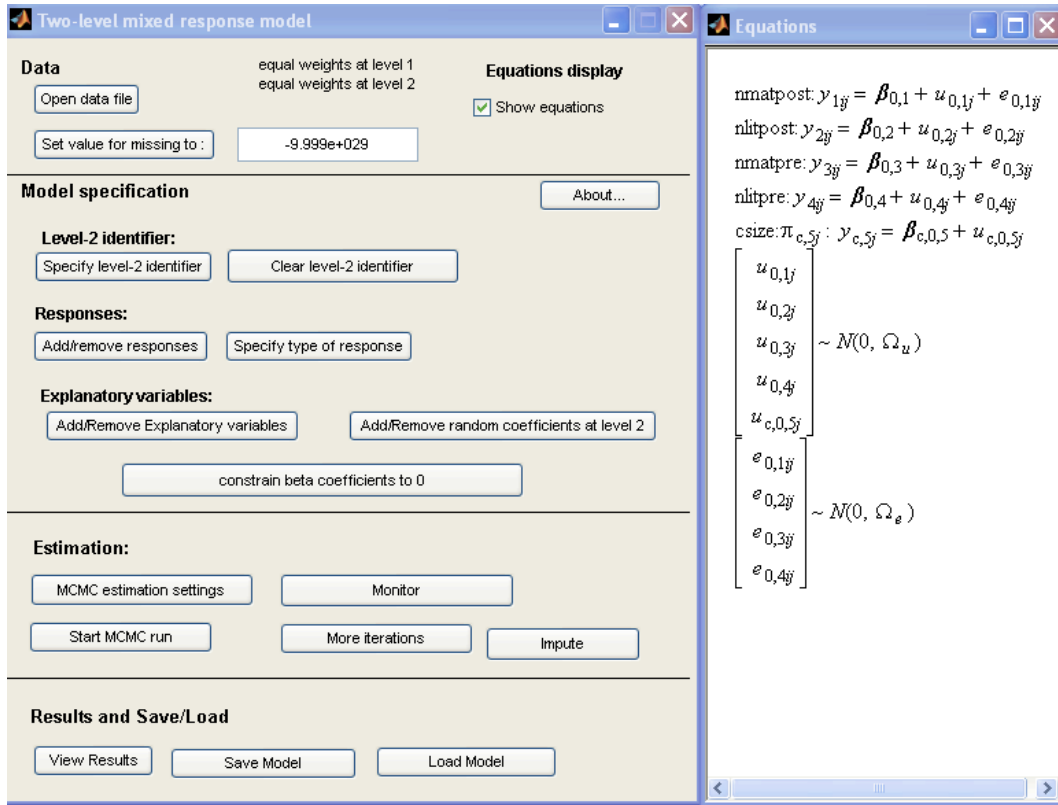 Two-level mixed response model
Data
equal weights at level 1
equal weights at level 2
Equations display
Open data file
Show equations
Set value for missing to :
-9.999e+029
Model specification
About...
Level-2 identifier:
Specify level-2 identifier
Clear level-2 identifier
Responses:
Add/remove responses
Specify type of response
Explanatory variables:
Add/Remove Explanatory variables
Add/Remove random coefficients at level 2
constrain beta coefficients to 0
Estimation:
MCMC estimation settings
Monitor
Start MCMC run
More iterations
Impute
Results and Save/Load
View Results
Save Model
Load Model
Equations
nmatpost: y1ij = β0,1 + u0,1j + e0,1ij
nlitpost: y2ij = β0,2 + u0,2j + e0,2ij
nmatpre: y3ij = β0,3 + u0,3j + e0,3ij
nlitpre: y4ij = β0,4 + u0,4j + e0,4ij
csize: πc,5j : yc,5j = βc,0,5 + uc,0,5j
u0,1j
u0,2j
u0,3j ~ N(0, Ωu)
u0,4j
uc,0,5j
e0,1ij
e0,2ij
~ N(0, Ωe)
e0,3ij
e0,4ij